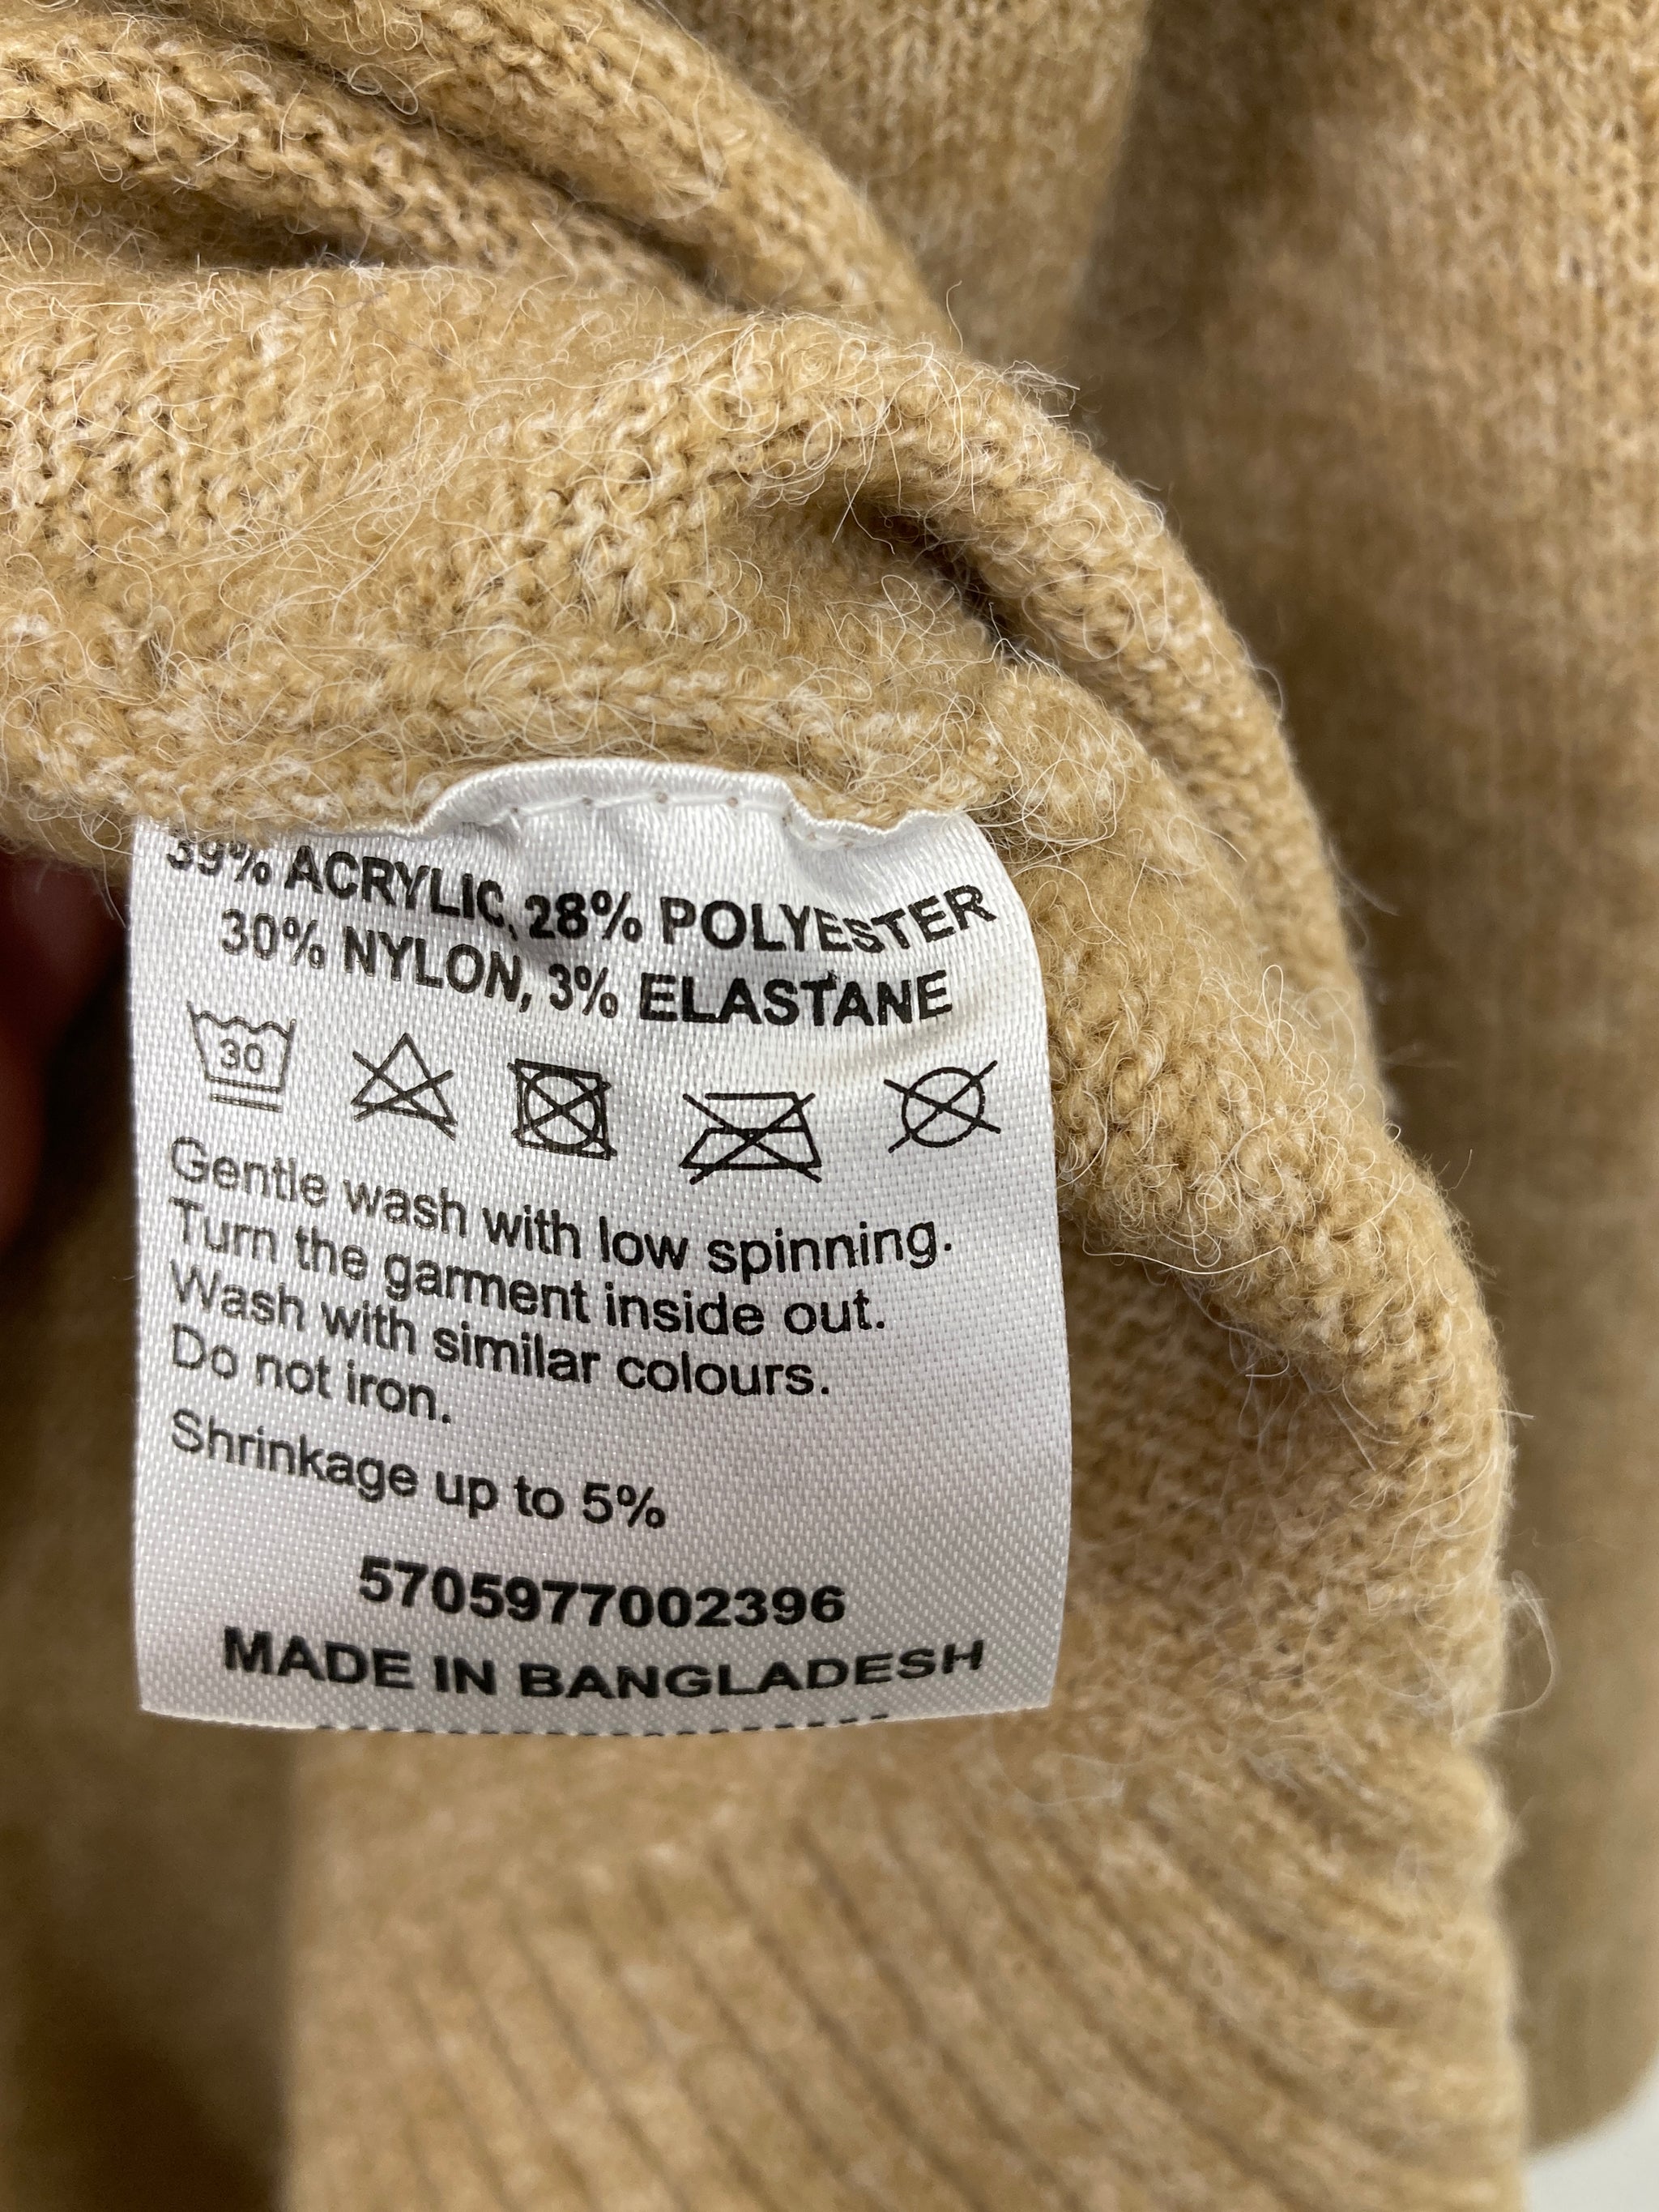 39% ACRYLIC, 28% POLYESTER
30% NYLON, 3% ELASTANE
30
Gentle wash with low spinning.
Turn the garment inside out.
Wash with similar colours.
Do not iron.
Shrinkage up to 5%
5705977002396
MADE IN BANGLADESH